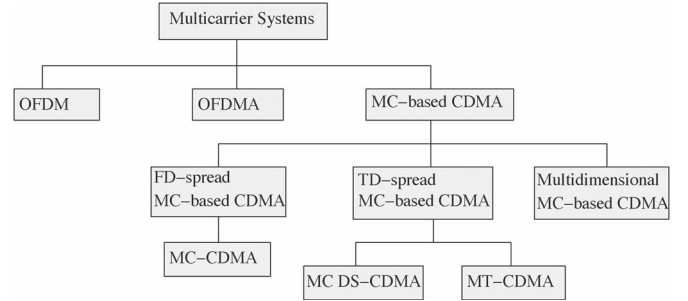 Multicarrier Systems
OFDM
OFDMA
MC−based CDMA
FD−spread
MC−based CDMA
TD−spread
MC−based CDMA
Multidimensional
MC−based CDMA
MC−CDMA
MC DS−CDMA
MT−CDMA